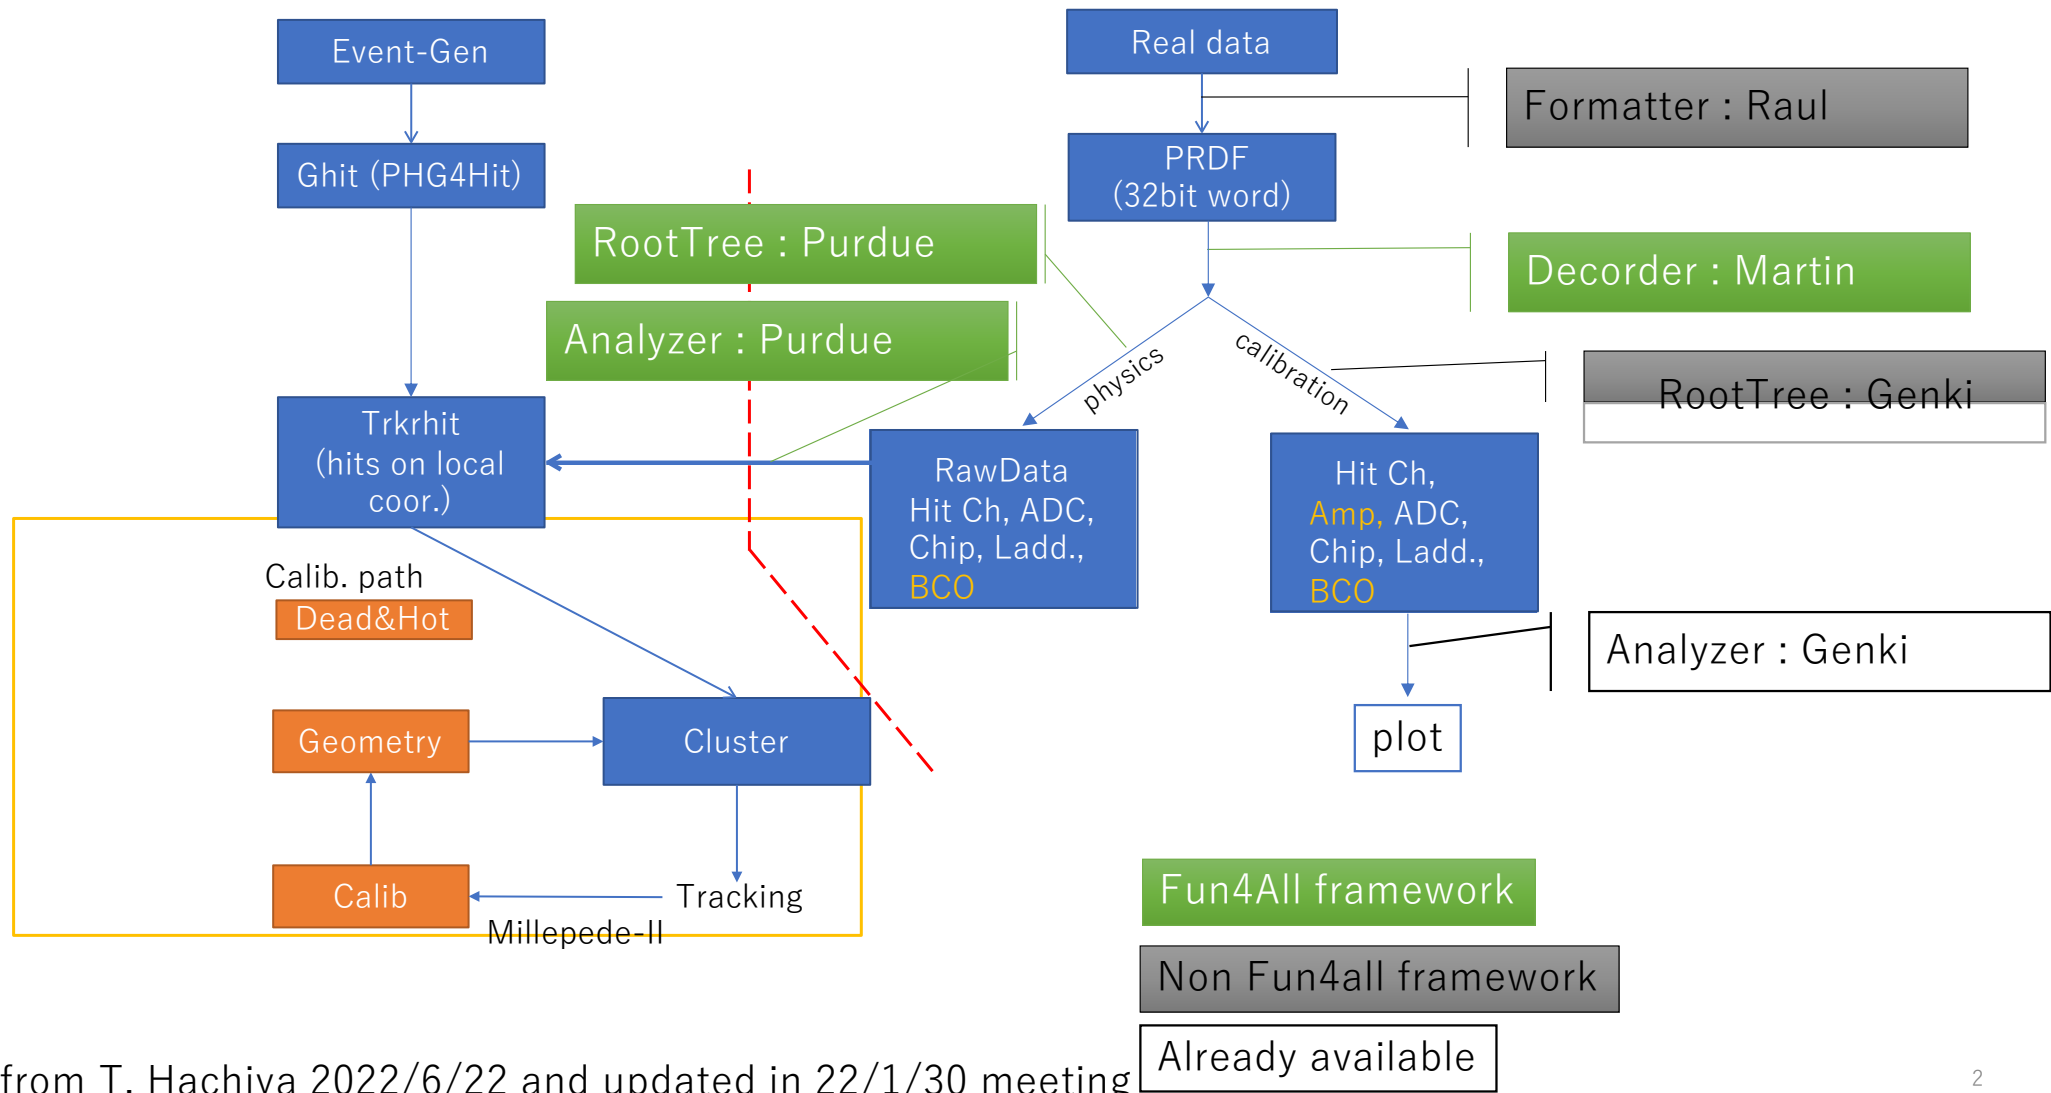 Event-Gen
Real data
Formatter : Raul
Ghit (PHG4Hit)
PRDF
(32bit word)
RootTree : Purdue
Decorder : Martin
Analyzer : Purdue
physics
calibration
RootTree : Genki
Trkrhit
(hits on local
coor.)
RawData
Hit Ch, ADC,
Chip, Ladd.,
BCO
Hit Ch,
Amp, ADC,
Chip, Ladd.,
BCO
Calib. path
Dead&Hot
Analyzer : Genki
Geometry
Cluster
plot
Calib
Tracking
Millepede-II
Fun4All framework
Non Fun4all framework
Already available
from T. Hachiya 2022/6/22 and updated in 22/1/30 meeting
2